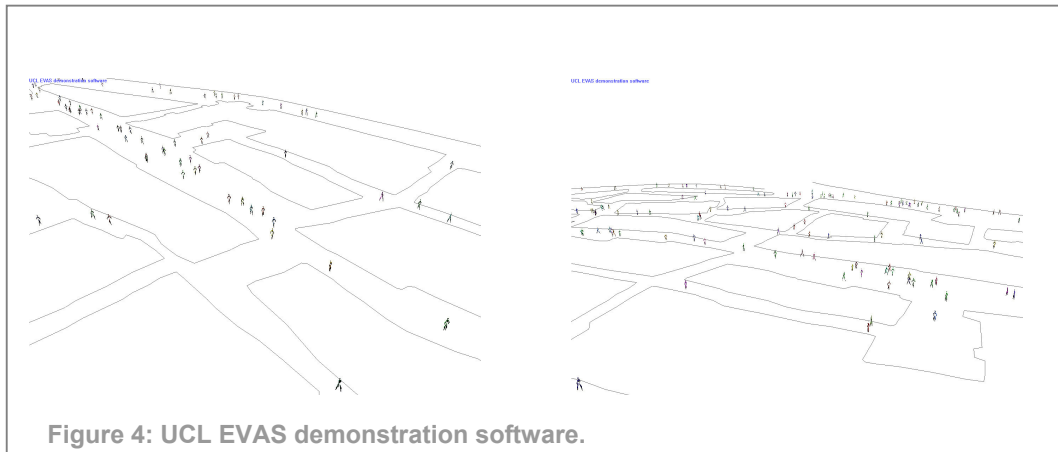 UCL EVAS demonstration software
UCL EVAS demonstration software
Figure 4: UCL EVAS demonstration software.